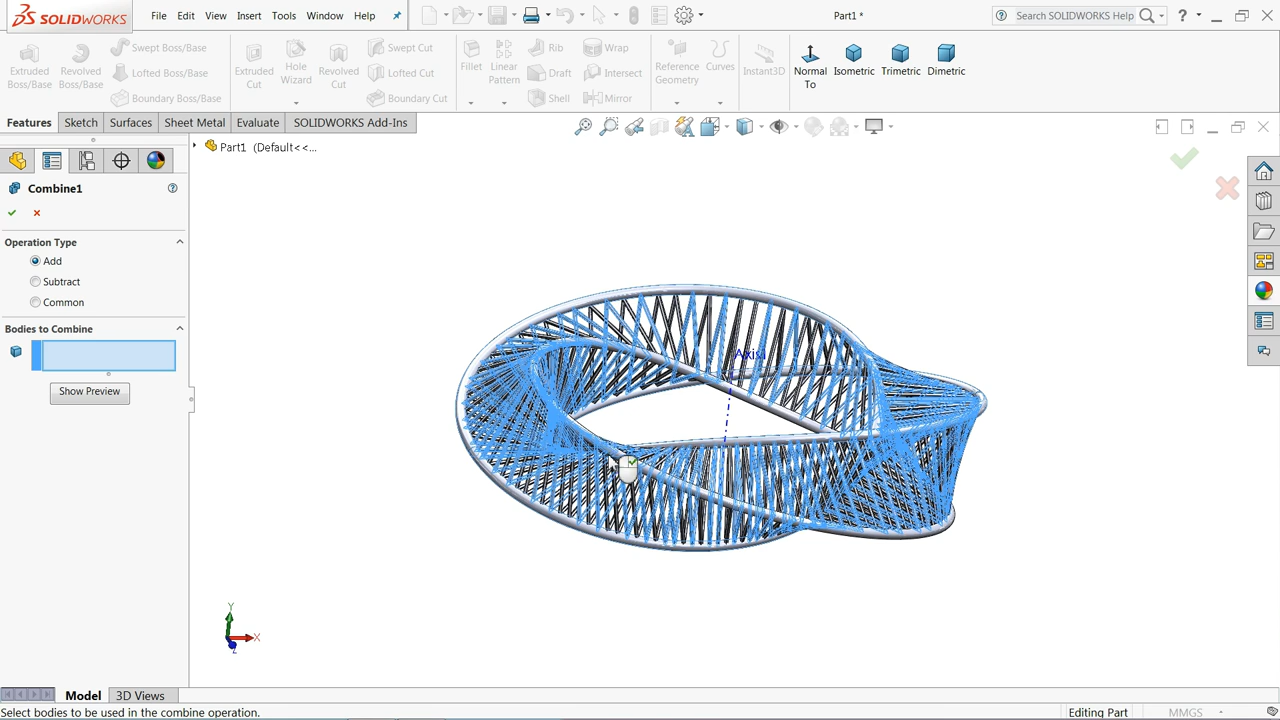 SOLIDWORKS File Edit View Insert Tools Window Help Part1 * Search SOLIDWORKS Help ?
Extruded Boss/Base
Revolved Boss/Base
Swept Boss/Base
Lofted Boss/Base
Boundary Boss/Base
Extruded Cut
Hole Wizard
Revolved Cut
Swept Cut
Lofted Cut
Boundary Cut
Fillet
Linear Pattern
Rib
Draft
Shell
Wrap
Intersect
Mirror
Reference Geometry
Curves
Instant3D
Normal To
Isometric
Trimetric
Dimetric
Features Sketch Surfaces Sheet Metal Evaluate SOLIDWORKS Add-Ins
Part1 (Default<<...
Combine1
Operation Type
Add
Subtract
Common
Bodies to Combine
Show Preview
Axis1
Y
X
Z
Model 3D Views
Select bodies to be used in the combine operation. Editing Part MMGS